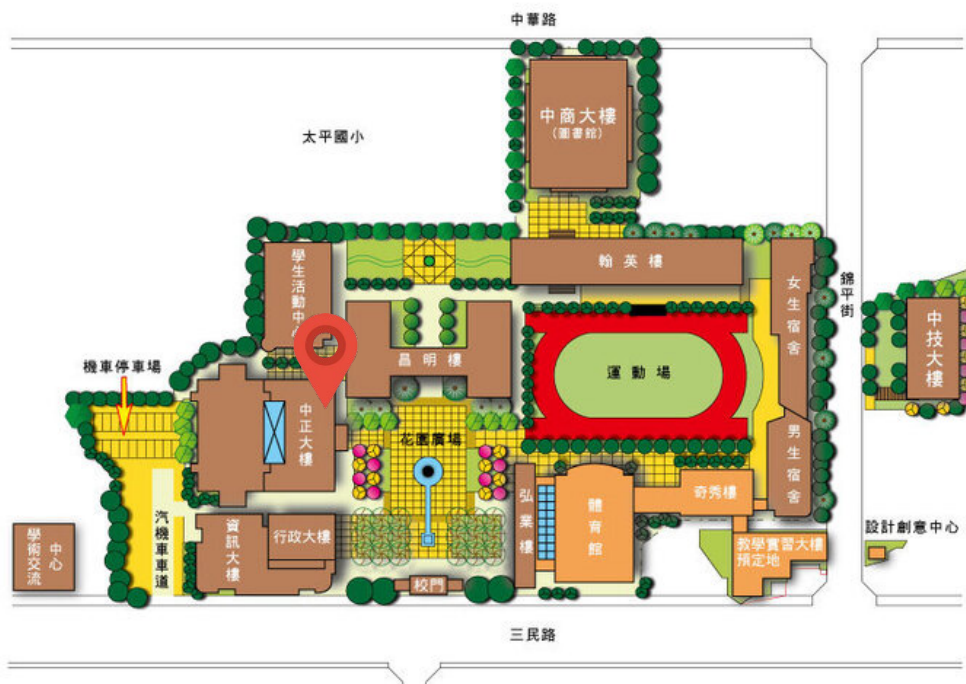 中華路
中商大樓
(圖書館)
太平國小
學生活動中心
翰英樓
女生宿舍
錦平街
中技大樓
昌明樓
運動場
機車停車場
中正大樓
花園廣場
男生宿舍
弘業樓
體育館
奇秀樓
汽機車車道
資訊大樓
行政大樓
教學實習大樓
預定地
設計創意中心
學術交流
中心
校門
三民路